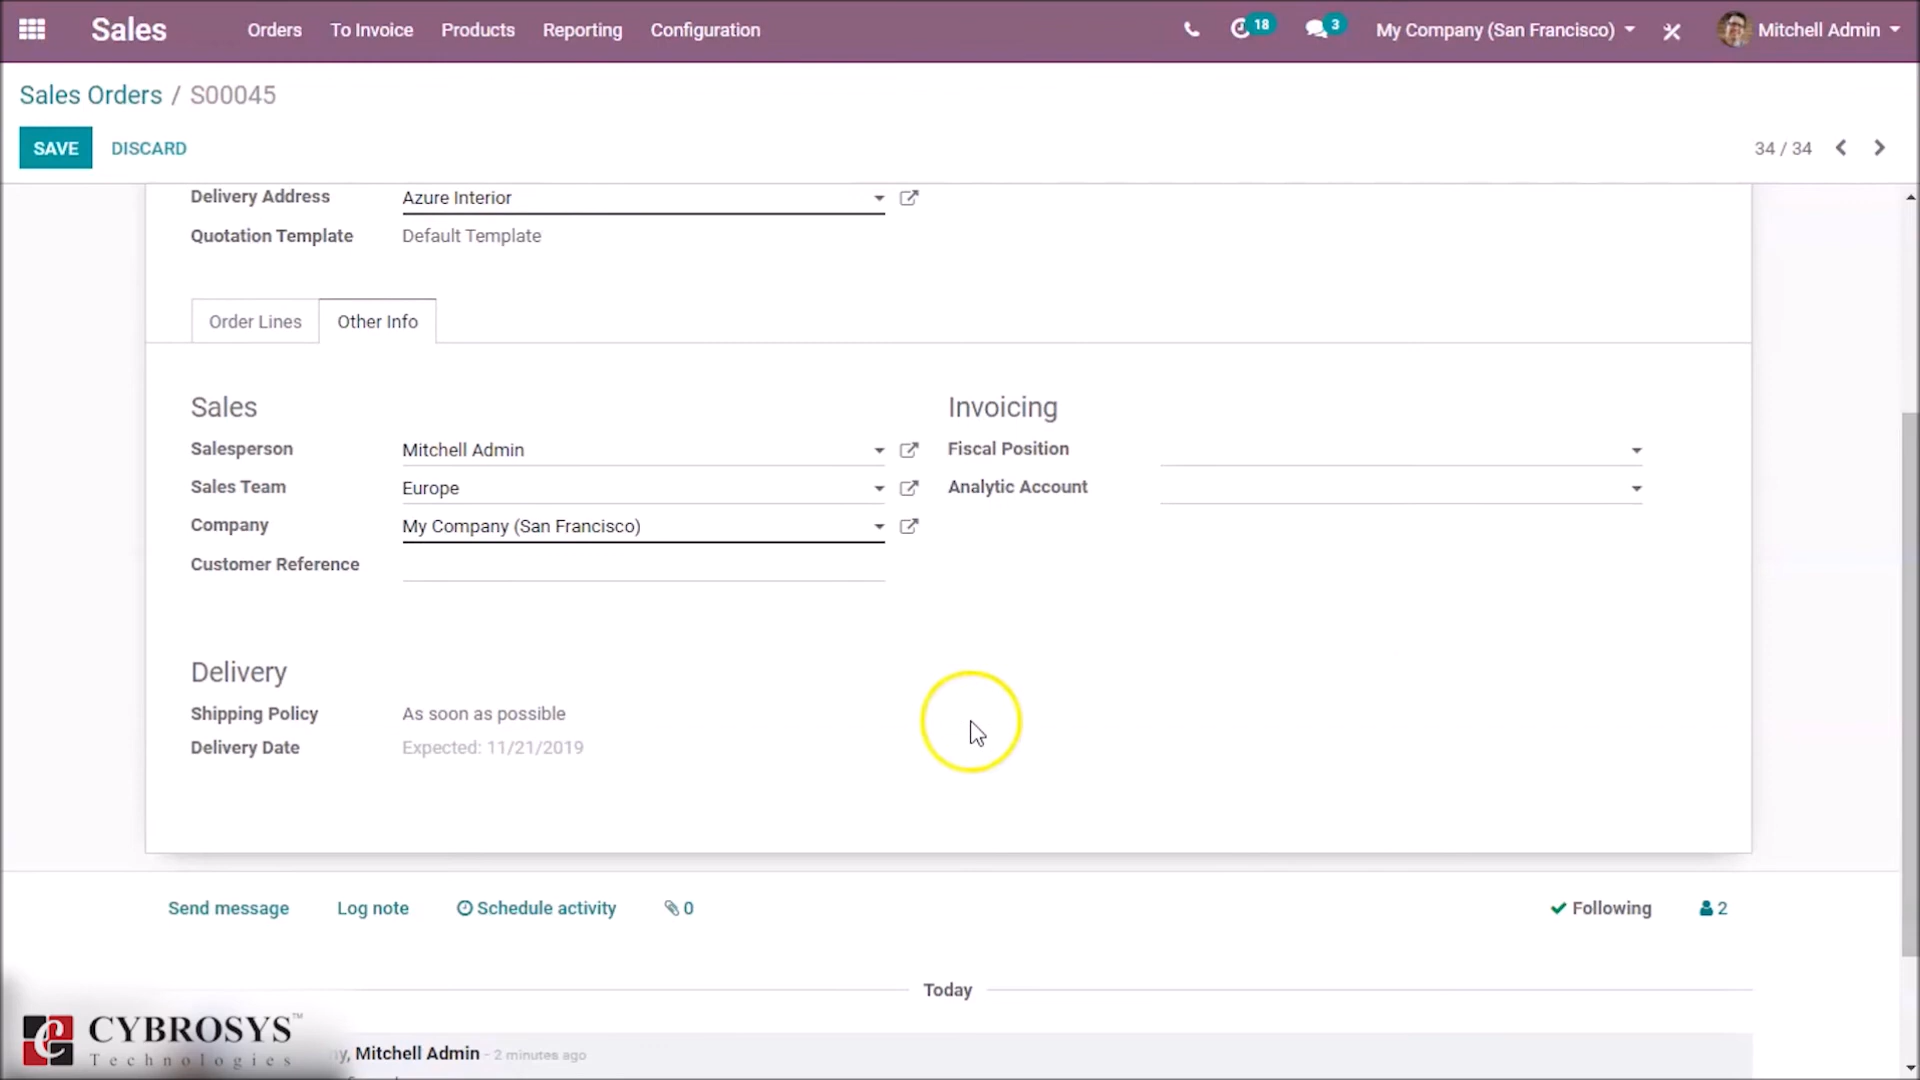 Sales Orders To Invoice Products Reporting Configuration 18 3 My Company (San Francisco) Mitchell Admin
Sales Orders / S00045
SAVE DISCARD 34 / 34
Delivery Address Azure Interior
Quotation Template Default Template
Order Lines Other Info
Sales Invoicing
Salesperson Mitchell Admin Fiscal Position
Sales Team Europe Analytic Account
Company My Company (San Francisco)
Customer Reference
Delivery
Shipping Policy As soon as possible
Delivery Date Expected: 11/21/2019
Send message Log note Schedule activity 0 Following 2
Today
CYBROSYS™
Technologies
Mitchell Admin - 2 minutes ago